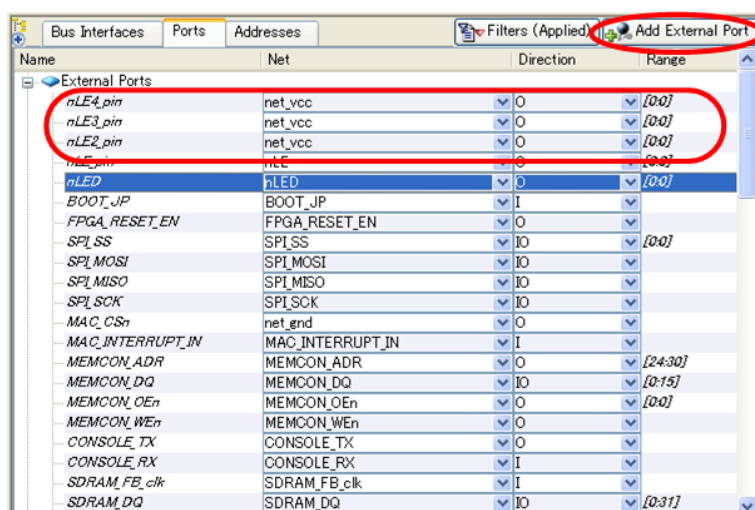 Bus Interfaces Ports Addresses Filters (Applied) Add External Port
Name Net Direction Range
External Ports
nLE4_pin net_vcc O [0:0]
nLE3_pin net_vcc O [0:0]
nLE2_pin net_vcc O [0:0]
nLE_pin nLE O [0:0]
nLED nLED O [0:0]
BOOT_JP BOOT_JP I
FPGA_RESET_EN FPGA_RESET_EN O
SPI_SS SPI_SS IO [0:0]
SPI_MOSI SPI_MOSI IO
SPI_MISO SPI_MISO IO
SPI_SCK SPI_SCK IO
MAC_CSn net_gnd O
MAC_INTERRUPT_IN MAC_INTERRUPT_IN I
MEMCON_ADR MEMCON_ADR O [24:30]
MEMCON_DQ MEMCON_DQ IO [0:15]
MEMCON_OEn MEMCON_OEn O [0:0]
MEMCON_WEn MEMCON_WEn O
CONSOLE_TX CONSOLE_TX O
CONSOLE_RX CONSOLE_RX I
SDRAM_FB_clk SDRAM_FB_clk I
SDRAM_DQ SDRAM_DQ IO [0:31]